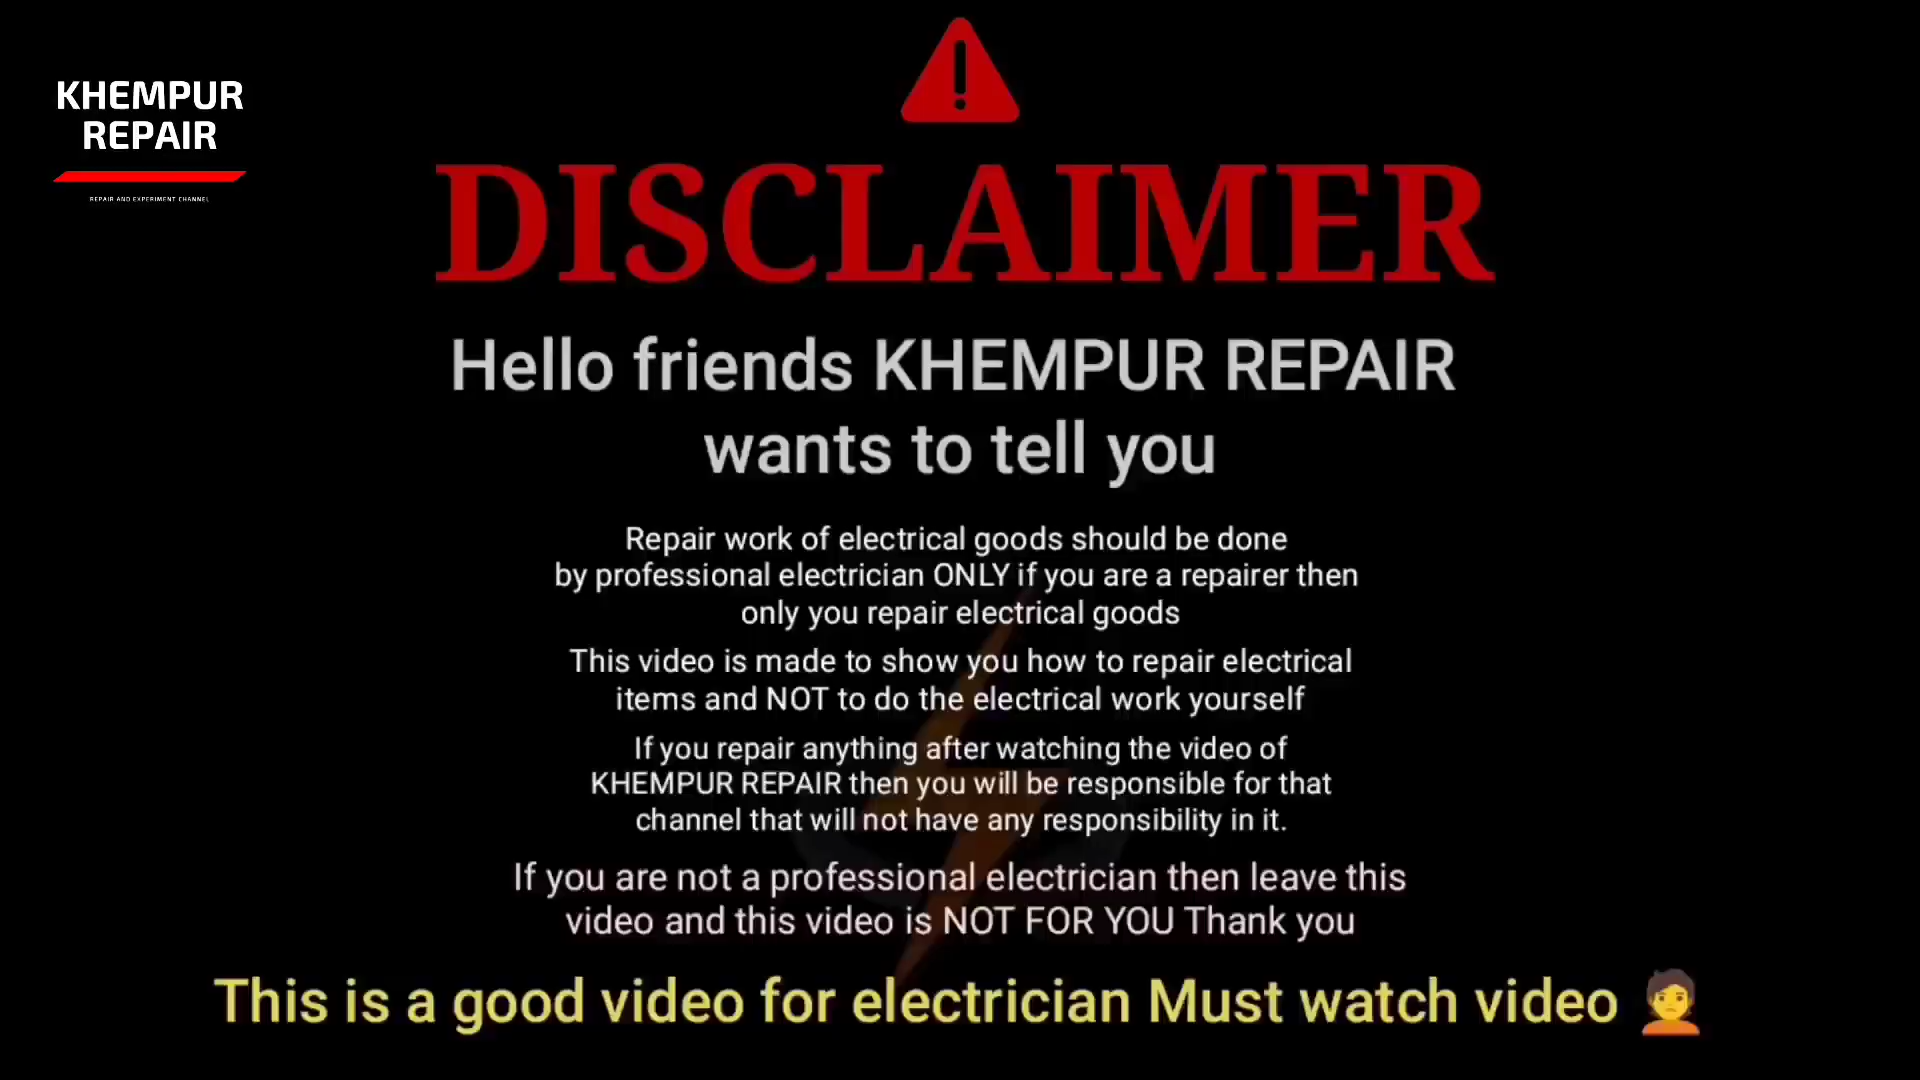 KHEMPUR
REPAIR
REPAIR AND EXPERIMENT CHANNEL
DISCLAIMER
Hello friends KHEMPUR REPAIR
wants to tell you
Repair work of electrical goods should be done
by professional electrician ONLY if you are a repairer then
only you repair electrical goods
This video is made to show you how to repair electrical
items and NOT to do the electrical work yourself
If you repair anything after watching the video of
KHEMPUR REPAIR then you will be responsible for that
channel that will not have any responsibility in it.
If you are not a professional electrician then leave this
video and this video is NOT FOR YOU Thank you
This is a good video for electrician Must watch video